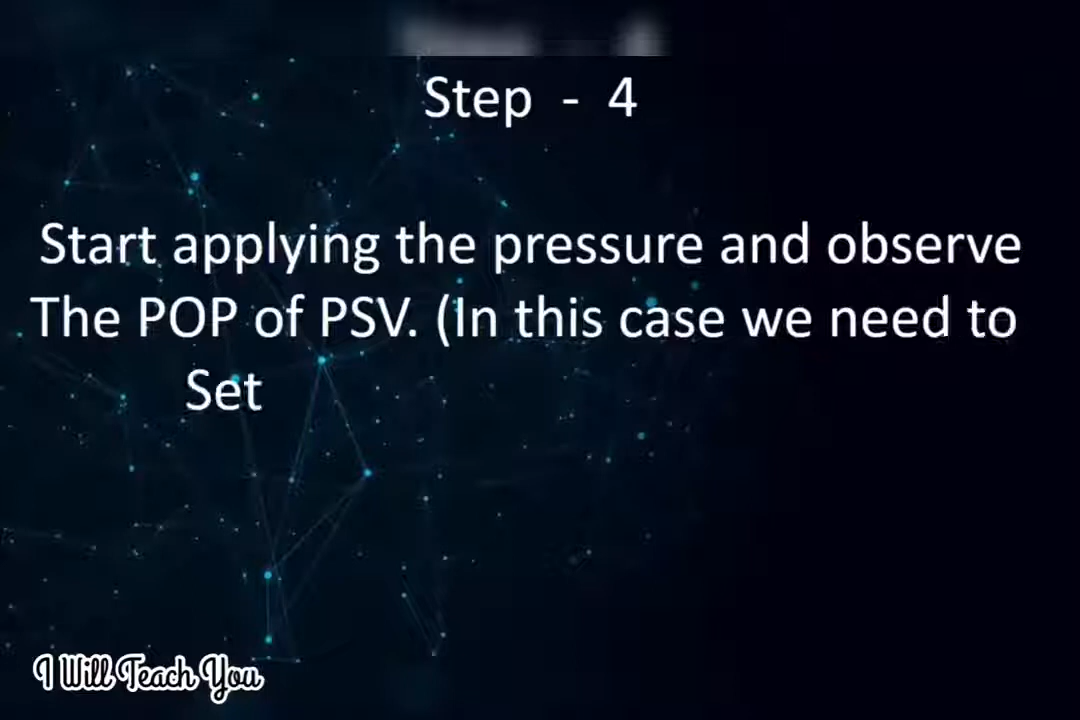 Step - 4
Start applying the pressure and observe
The POP of PSV. (In this case we need to
Set
I Will Teach You